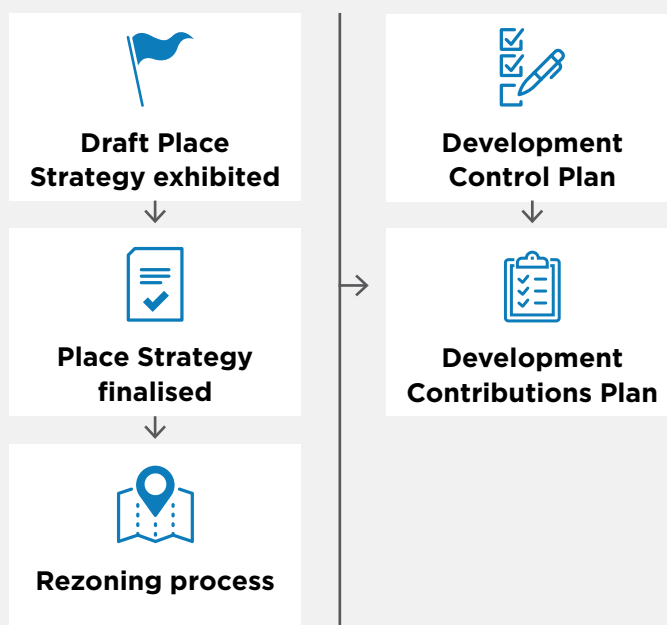 Draft Place
Strategy exhibited
Place Strategy
finalised
Rezoning process
Development
Control Plan
Development
Contributions Plan